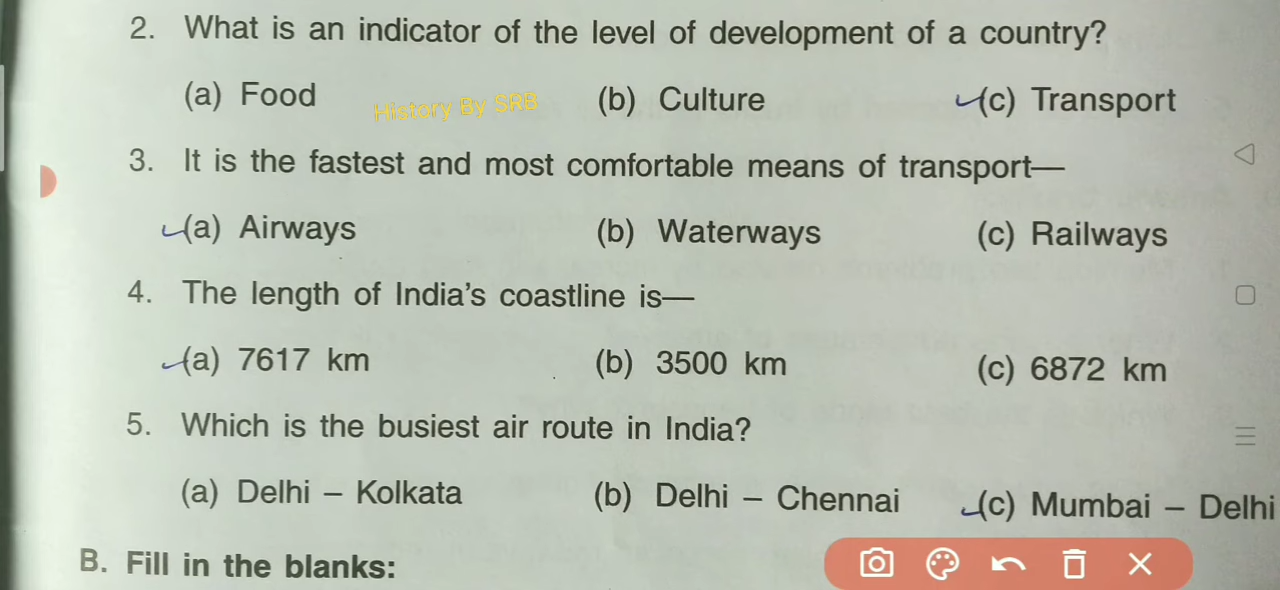 2. What is an indicator of the level of development of a country?
(a) Food (b) Culture (c) Transport
History By SRB
3. It is the fastest and most comfortable means of transport—
(a) Airways (b) Waterways (c) Railways
4. The length of India's coastline is—
(a) 7617 km (b) 3500 km (c) 6872 km
5. Which is the busiest air route in India?
(a) Delhi – Kolkata (b) Delhi – Chennai (c) Mumbai – Delhi
B. Fill in the blanks: